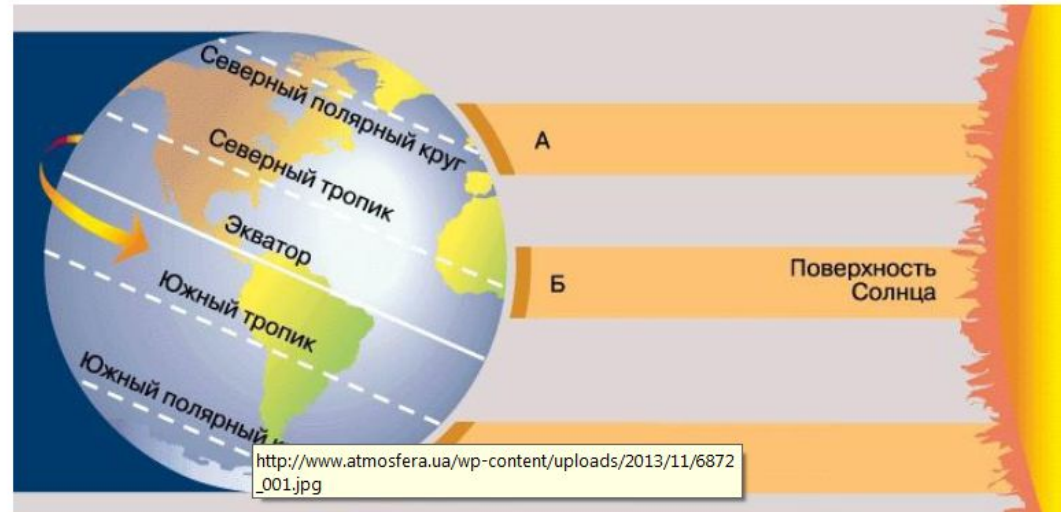 Северный полярный круг
Северный тропик
Экватор
Южный тропик
Южный полярный
А
Б
Поверхность
Солнца
http://www.atmosfera.ua/wp-content/uploads/2013/11/6872
_001.jpg